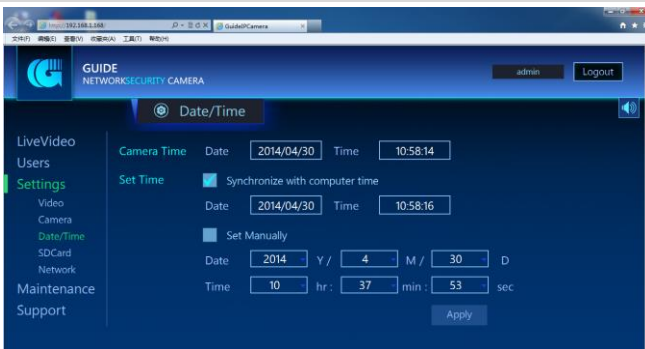 http://192.168.1.168/
GuideIPCamera
文件(F) 编辑(E) 查看(V) 收藏夹(A) 工具(T) 帮助(H)
GUIDE
NETWORKSECURITY CAMERA
admin Logout
Date/Time
LiveVideo
Users
Settings
Video
Camera
Date/Time
SDCard
Network
Maintenance
Support
Camera Time Date 2014/04/30 Time 10:58:14
Set Time Synchronize with computer time
Date 2014/04/30 Time 10:58:16
Set Manually
Date 2014 Y / 4 M / 30 D
Time 10 hr : 37 min : 53 sec
Apply